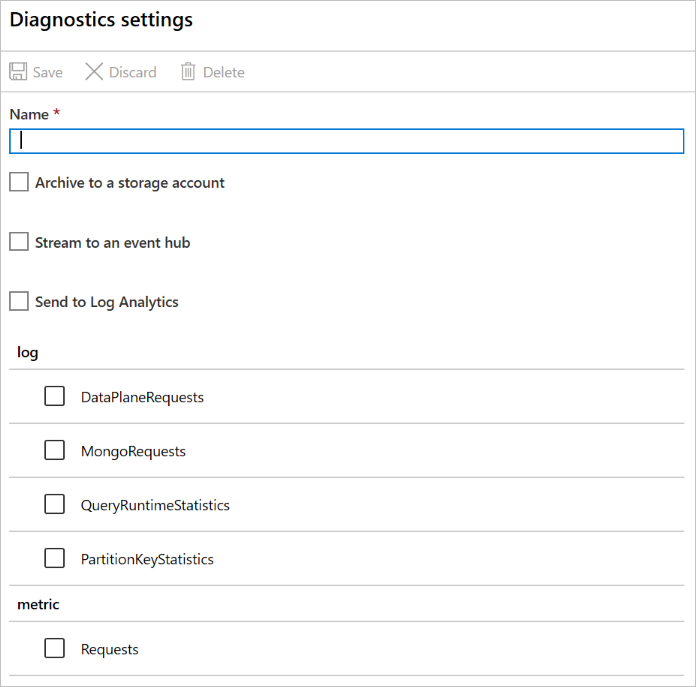 Diagnostics settings
Save Discard Delete
Name *
Archive to a storage account
Stream to an event hub
Send to Log Analytics
log
DataPlaneRequests
MongoRequests
QueryRuntimeStatistics
PartitionKeyStatistics
metric
Requests